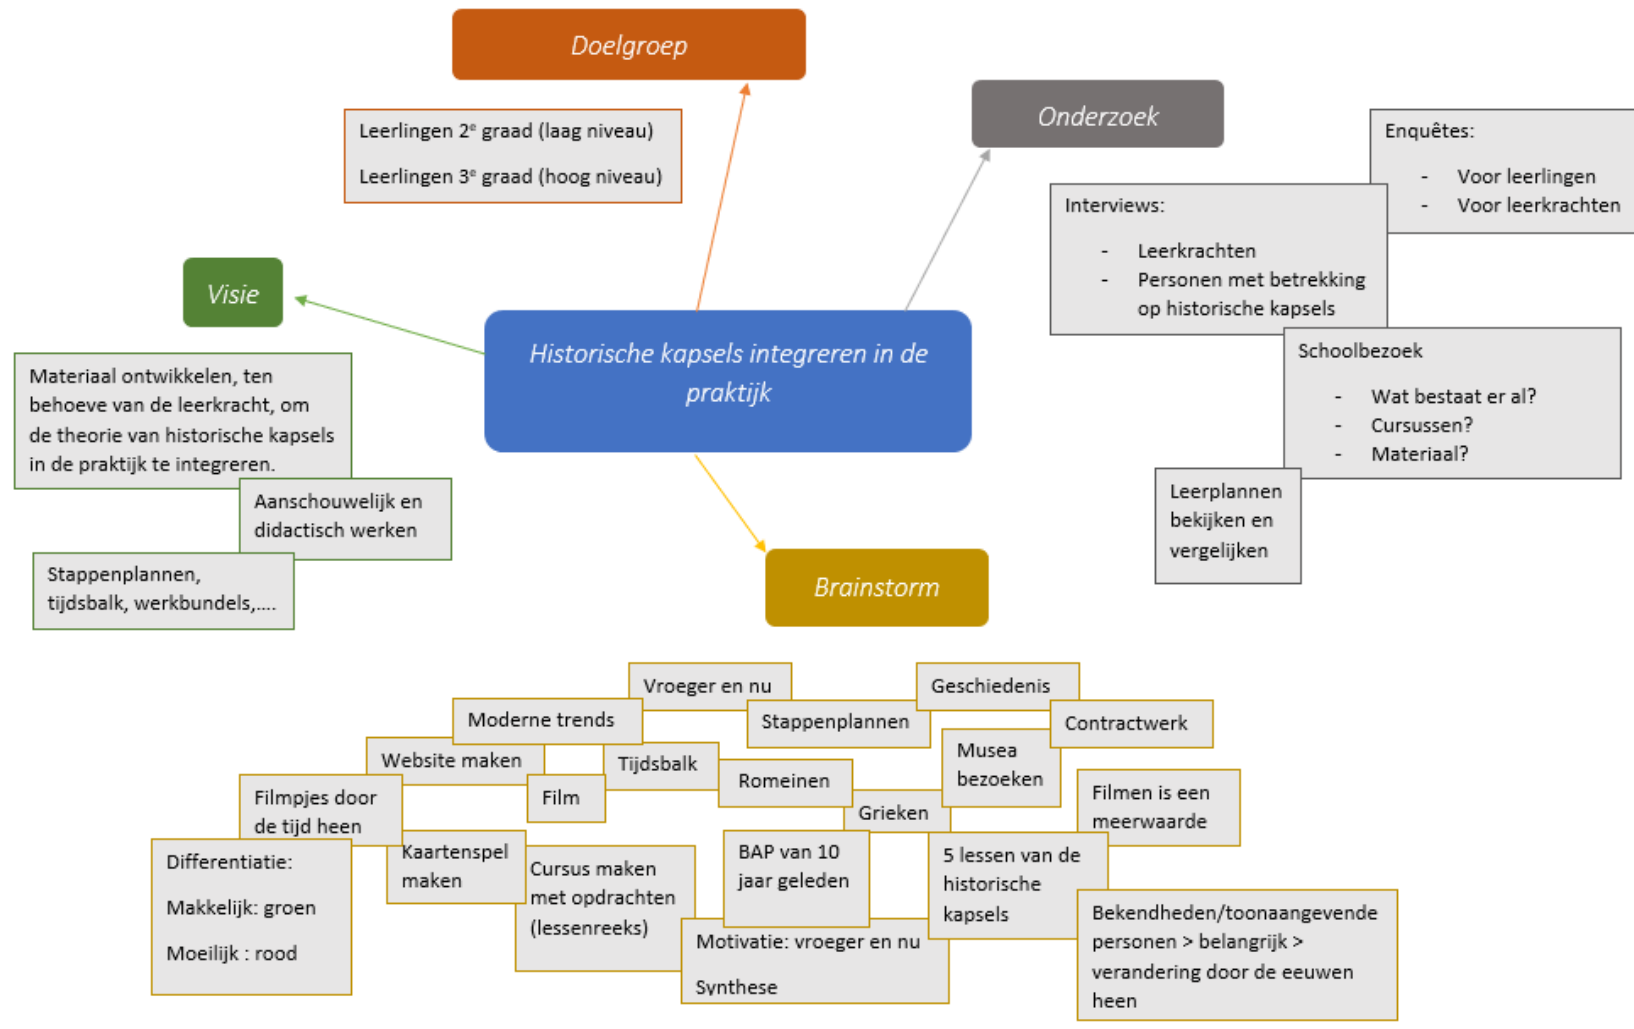 Doelgroep
Leerlingen 2e graad (laag niveau)
Leerlingen 3e graad (hoog niveau)
Onderzoek
Enquêtes:
- Voor leerlingen
- Voor leerkrachten
Interviews:
- Leerkrachten
- Personen met betrekking
op historische kapsels
Schoolbezoek
- Wat bestaat er al?
- Cursussen?
- Materiaal?
Leerplannen
bekijken en
vergelijken
Visie
Materiaal ontwikkelen, ten
behoeve van de leerkracht, om
de theorie van historische kapsels
in de praktijk te integreren.
Aanschouwelijk en
didactisch werken
Stappenplannen,
tijdsbalk, werkbundels,....
Historische kapsels integreren in de
praktijk
Brainstorm
Vroeger en nu
Geschiedenis
Moderne trends
Stappenplannen
Contractwerk
Website maken
Tijdsbalk
Romeinen
Musea
bezoeken
Filmpjes door
de tijd heen
Film
Grieken
Filmen is een
meerwaarde
Differentiatie:
Makkelijk: groen
Moeilijk : rood
Kaartenspel
maken
Cursus maken
met opdrachten
(lessenreeks)
BAP van 10
jaar geleden
5 lessen van de
historische
kapsels
Motivatie: vroeger en nu
Synthese
Bekendheden/toonaangevende
personen > belangrijk >
verandering door de eeuwen
heen